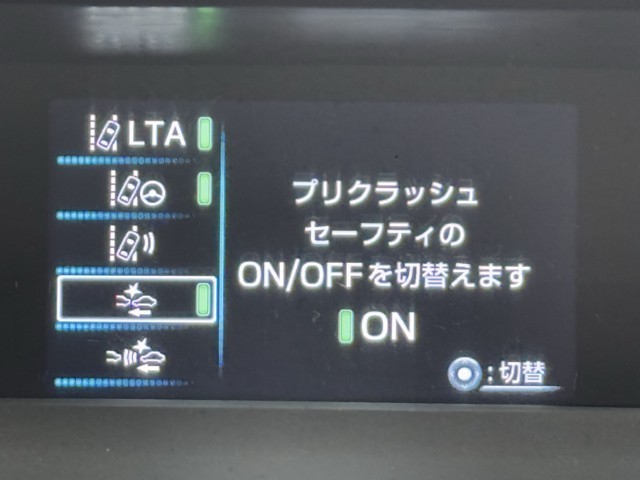 LTA
プリクラッシュ
セーフティの
ON/OFFを切替えます
ON
:切替